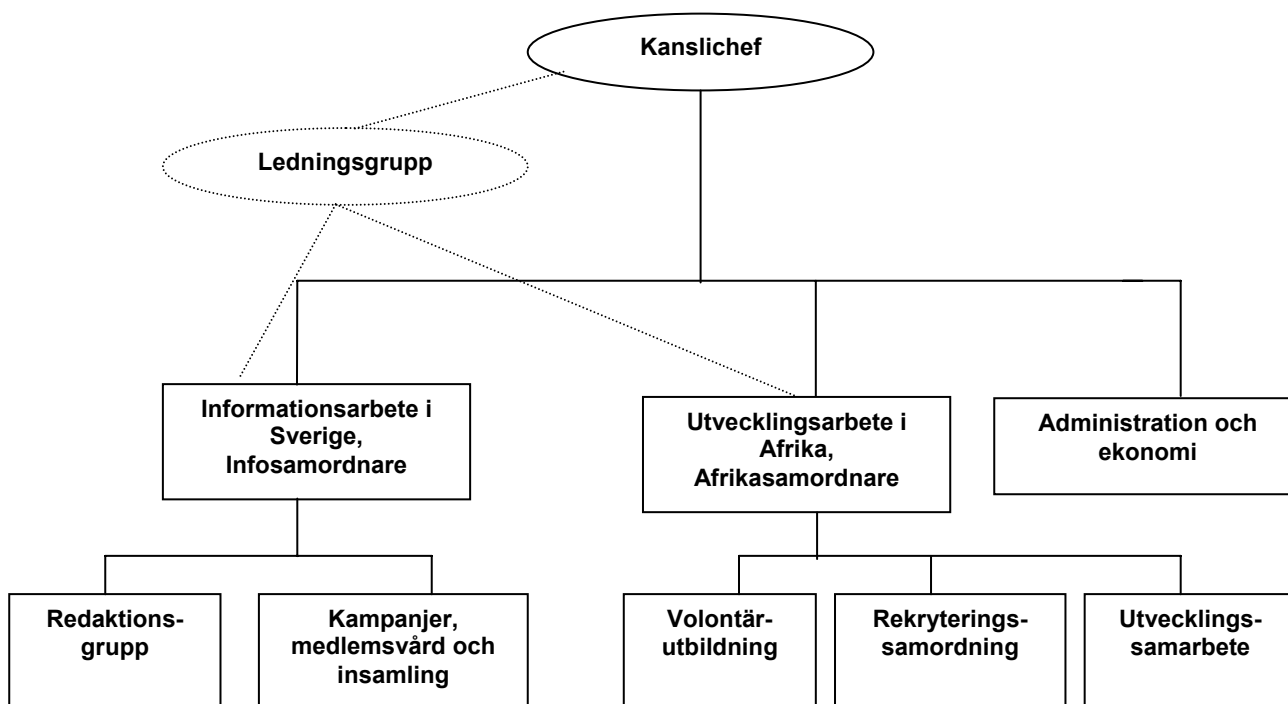 Kanslichef
Ledningsgrupp
Informationsarbete i
Sverige,
Infosamordnare
Utvecklingsarbete i
Afrika,
Afrikasamordnare
Administration och
ekonomi
Redaktions-
grupp
Kampanjer,
medlemsvård och
insamling
Volontär-
utbildning
Rekryterings-
samordning
Utvecklings-
samarbete